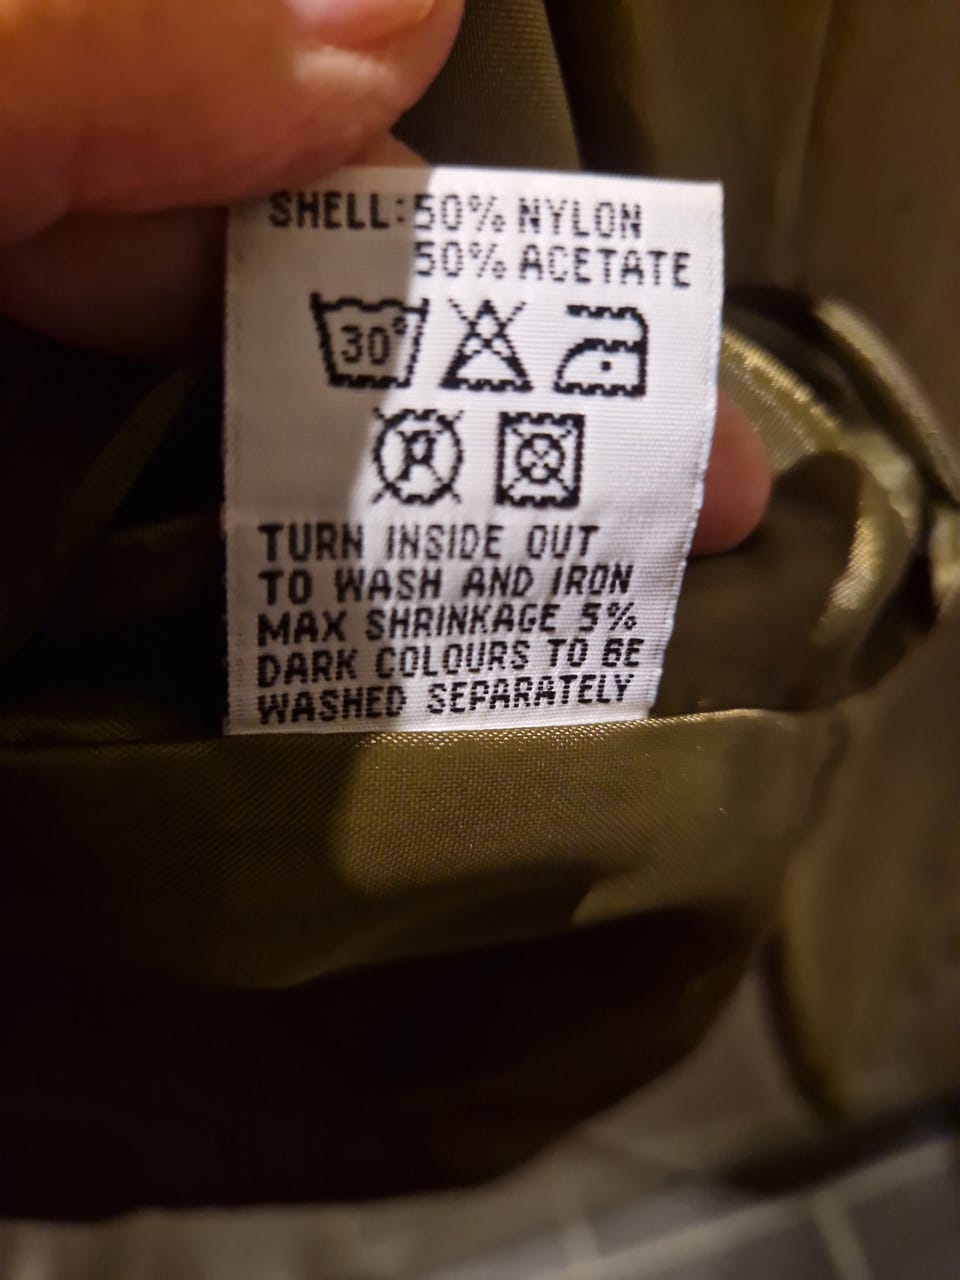 SHELL: 50% NYLON
50% ACETATE
30°
TURN INSIDE OUT
TO WASH AND IRON
MAX SHRINKAGE 5%
DARK COLOURS TO BE
WASHED SEPARATELY